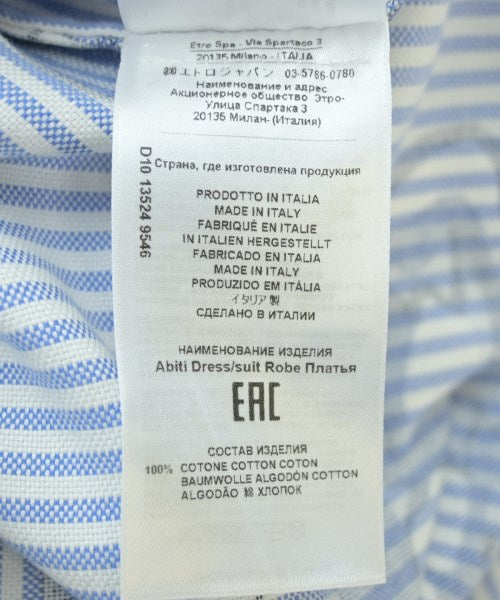 Etro Spa - Via Spartaco 3
20135 Milano - ITALIA
㈱エトロジャパン 03-5766-0780
Наименование и адрес
Акционерное общество Этро-
Улица Спартака 3
20135 Милан- (Италия)
D10 13524 9546
Страна, где изготовлена продукция
PRODOTTO IN ITALIA
MADE IN ITALY
FABRIQUÉ EN ITALIE
IN ITALIEN HERGESTELLT
FABRICADO EN ITALIA
MADE IN ITALY
PRODUZIDO EM ITÁLIA
イタリア製
СДЕЛАНО В ИТАЛИИ
НАИМЕНОВАНИЕ ИЗДЕЛИЯ
Abiti Dress/suit Robe Платья
EAC
СОСТАВ ИЗДЕЛИЯ
100% COTONE COTTON COTON
BAUMWOLLE ALGODÓN COTTON
ALGODÃO 綿 ХЛОПОК